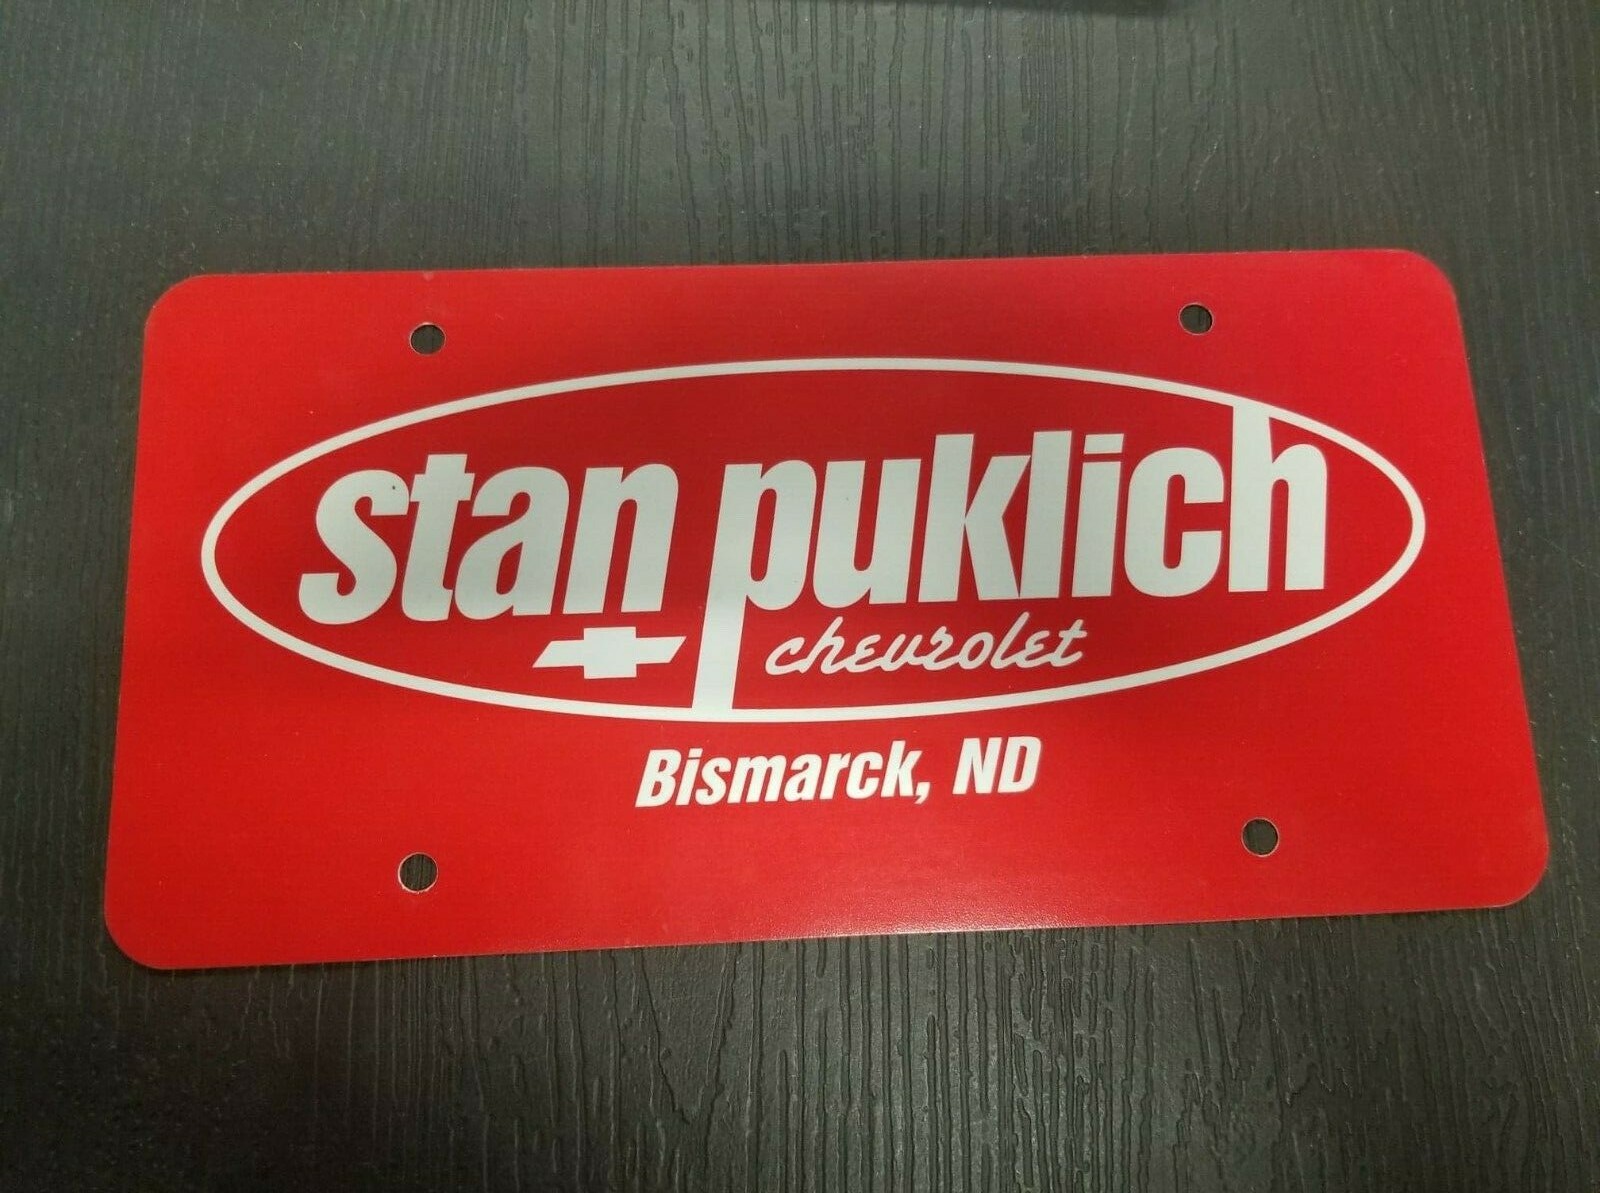 stan puklich
chevrolet
Bismarck, ND